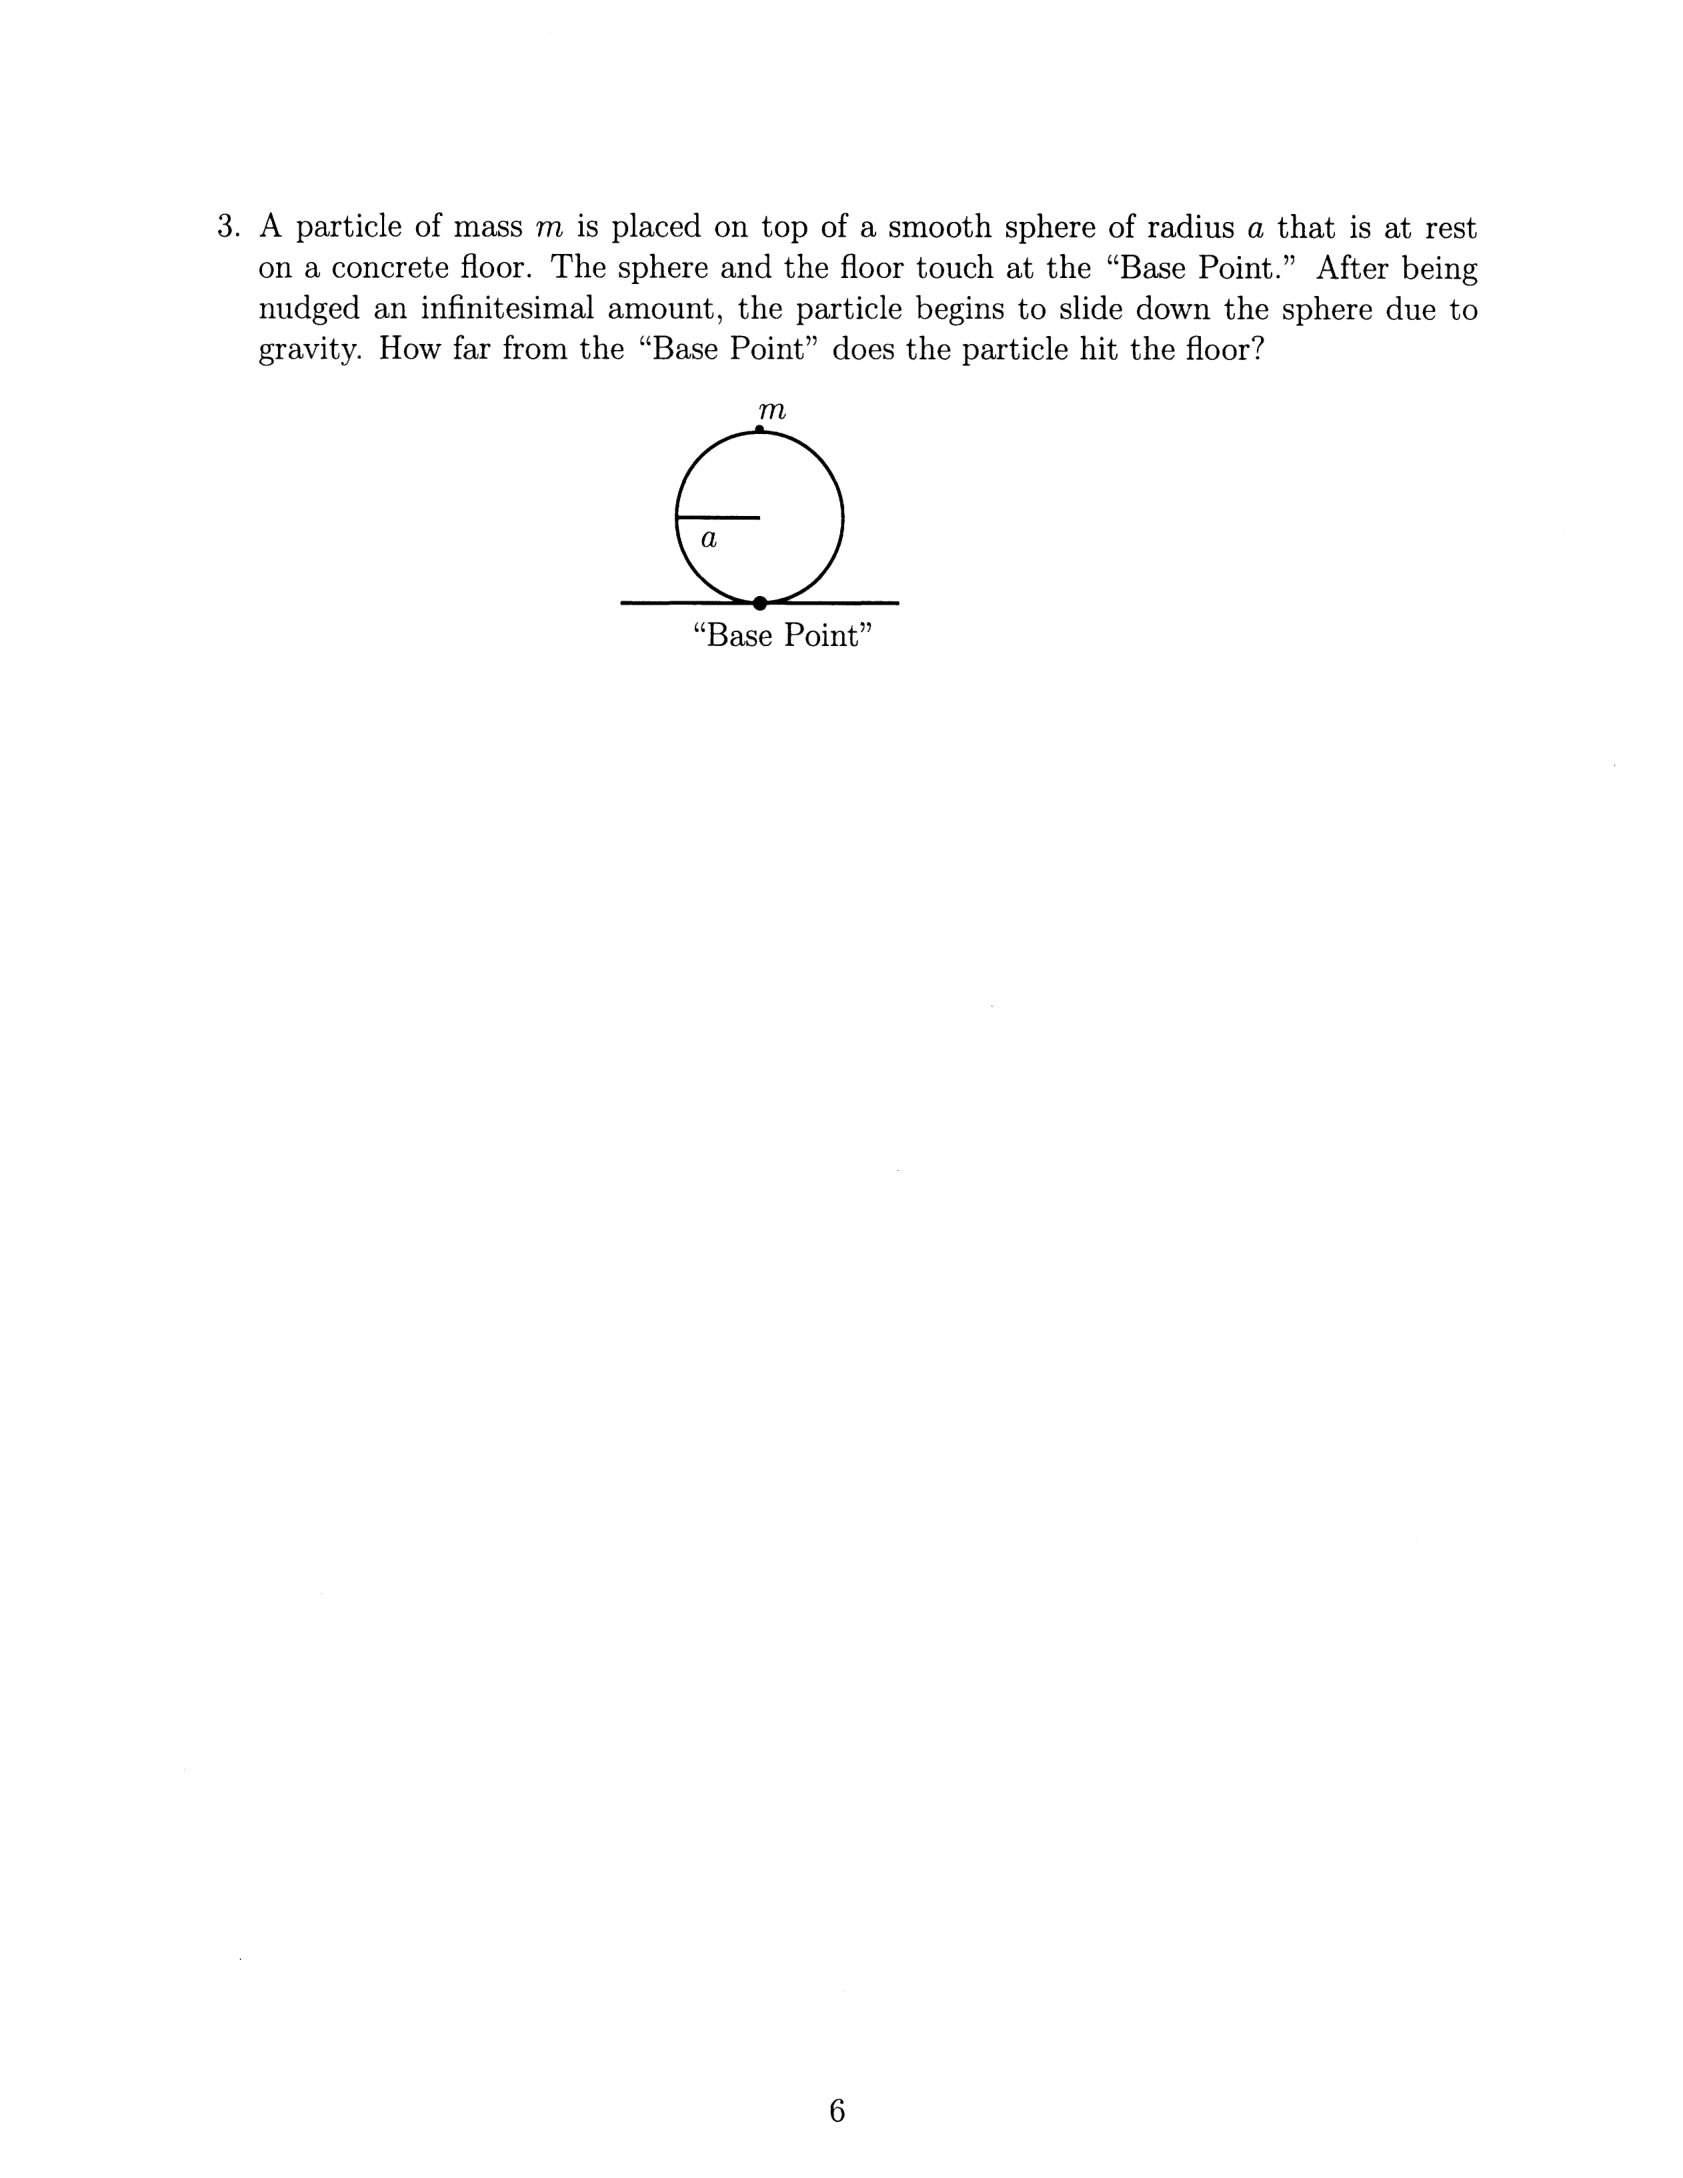 3. A particle of mass m is placed on top of a smooth sphere of radius a that is at rest
on a concrete floor. The sphere and the floor touch at the “Base Point.” After being
nudged an infinitesimal amount, the particle begins to slide down the sphere due to
gravity. How far from the “Base Point” does the particle hit the floor?
m
a
“Base Point”
6